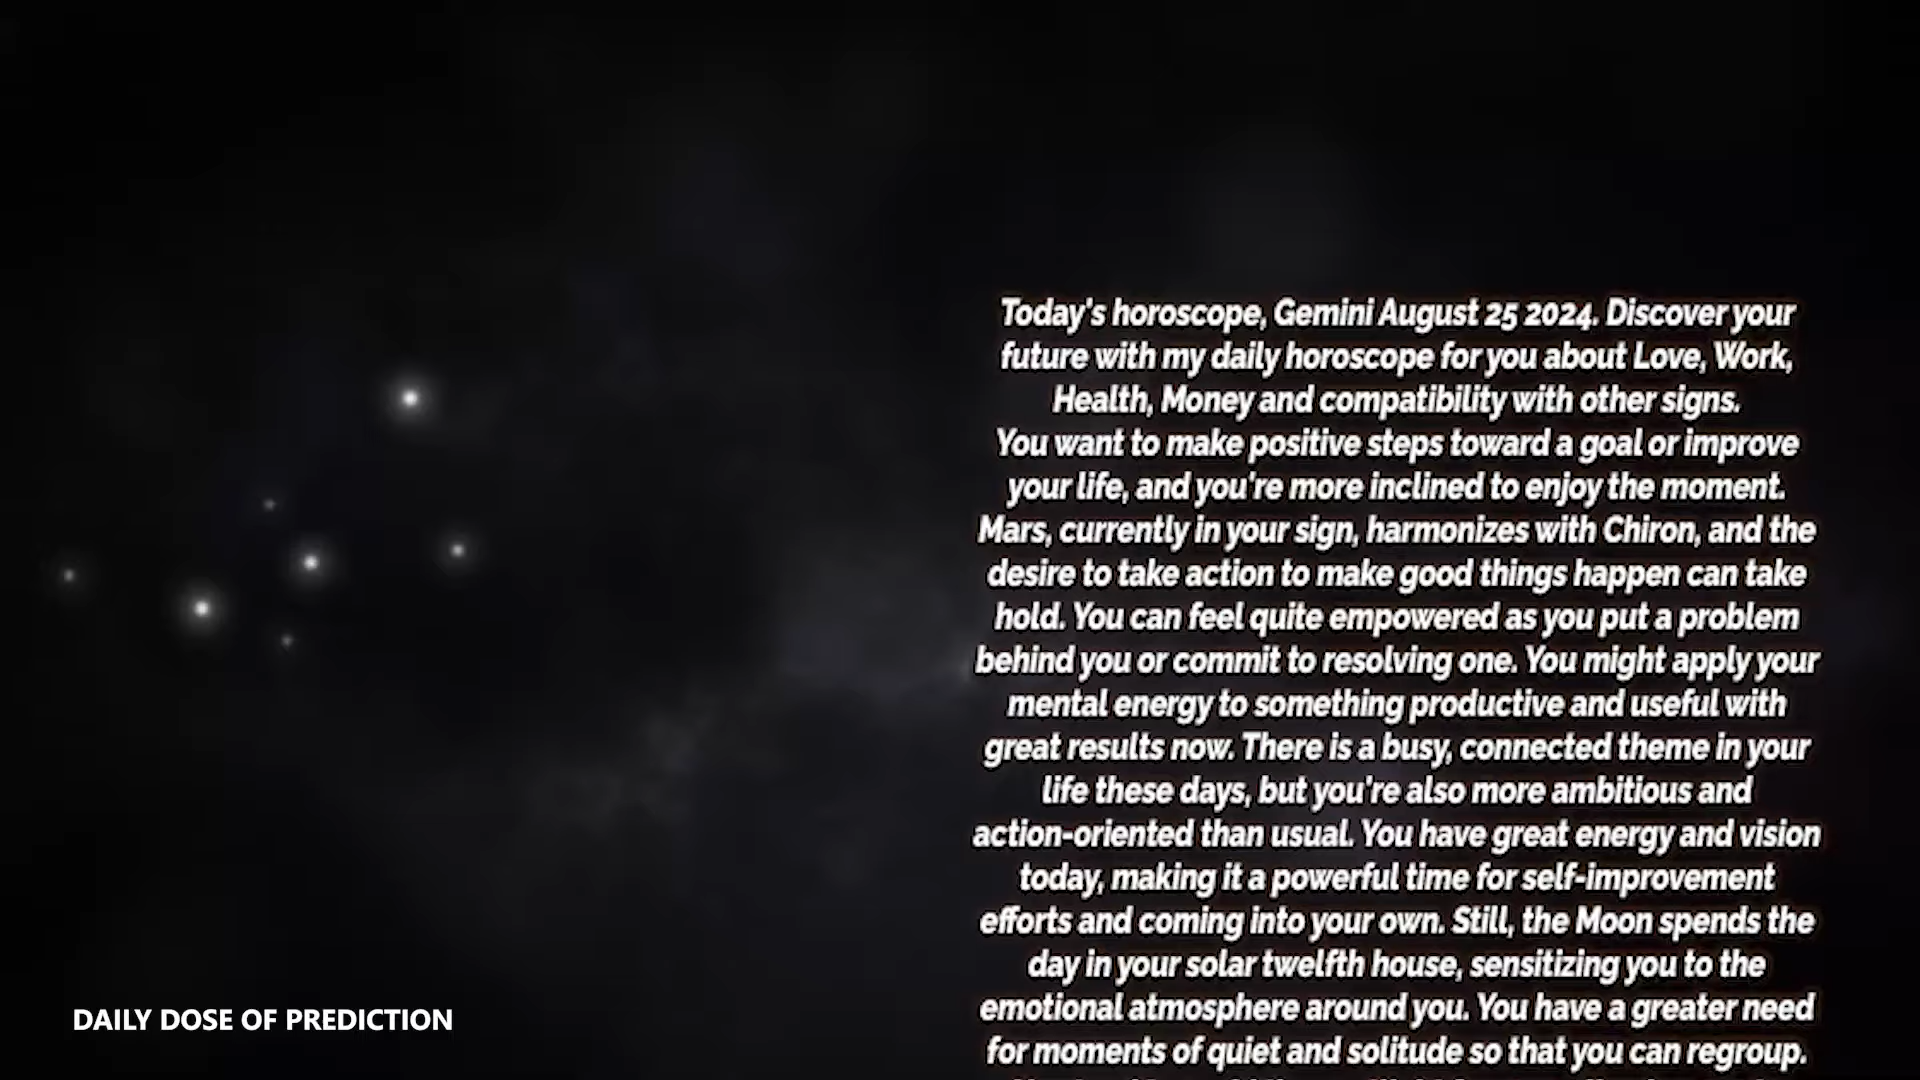 Today's horoscope, Gemini August 25 2024. Discover your
future with my daily horoscope for you about Love, Work,
Health, Money and compatibility with other signs.
You want to make positive steps toward a goal or improve
your life, and you're more inclined to enjoy the moment.
Mars, currently in your sign, harmonizes with Chiron, and the
desire to take action to make good things happen can take
hold. You can feel quite empowered as you put a problem
behind you or commit to resolving one. You might apply your
mental energy to something productive and useful with
great results now. There is a busy, connected theme in your
life these days, but you're also more ambitious and
action-oriented than usual. You have great energy and vision
today, making it a powerful time for self-improvement
efforts and coming into your own. Still, the Moon spends the
day in your solar twelfth house, sensitizing you to the
emotional atmosphere around you. You have a greater need
for moments of quiet and solitude so that you can regroup.
DAILY DOSE OF PREDICTION